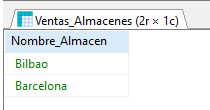 Ventas_Almacenes (2r × 1c)
Nombre_Almacen
Bilbao
Barcelona